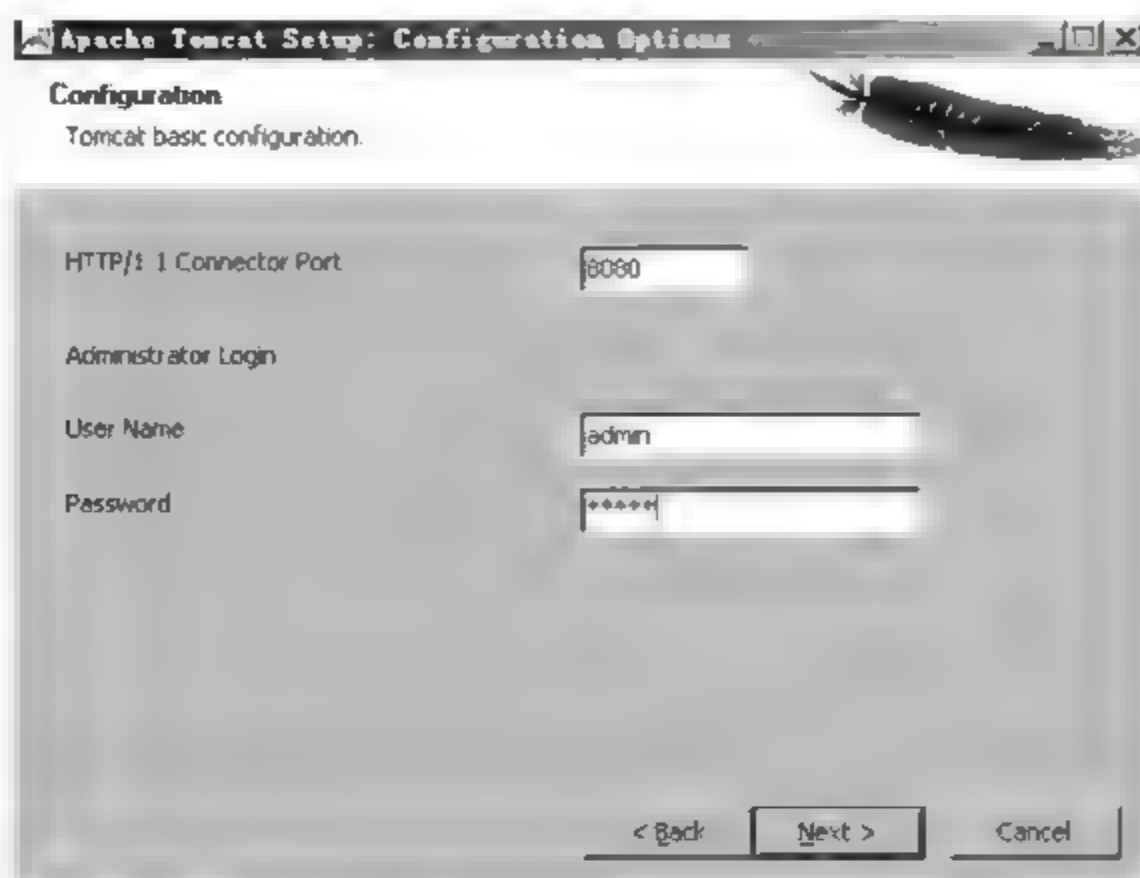 Apache Tomcat Setup: Configuration Options
Configuration
Tomcat basic configuration.
HTTP/1 1 Connector Port
8080
Administrator Login
User Name
admin
Password
*****
< Back
Next >
Cancel